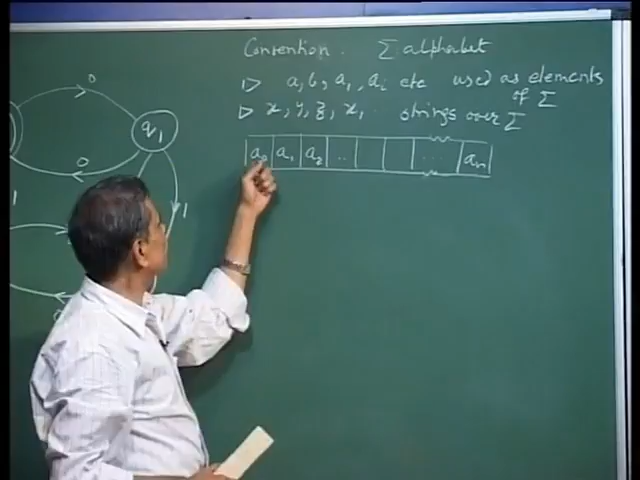 Convention. Σ alphabet
▷ a, b, a₁, aᵢ etc used as elements of Σ
▷ x, y, z, x₁ strings over Σ
a₀ a₁ a₂ .. ... aₙ
0
q₁
0
1
1